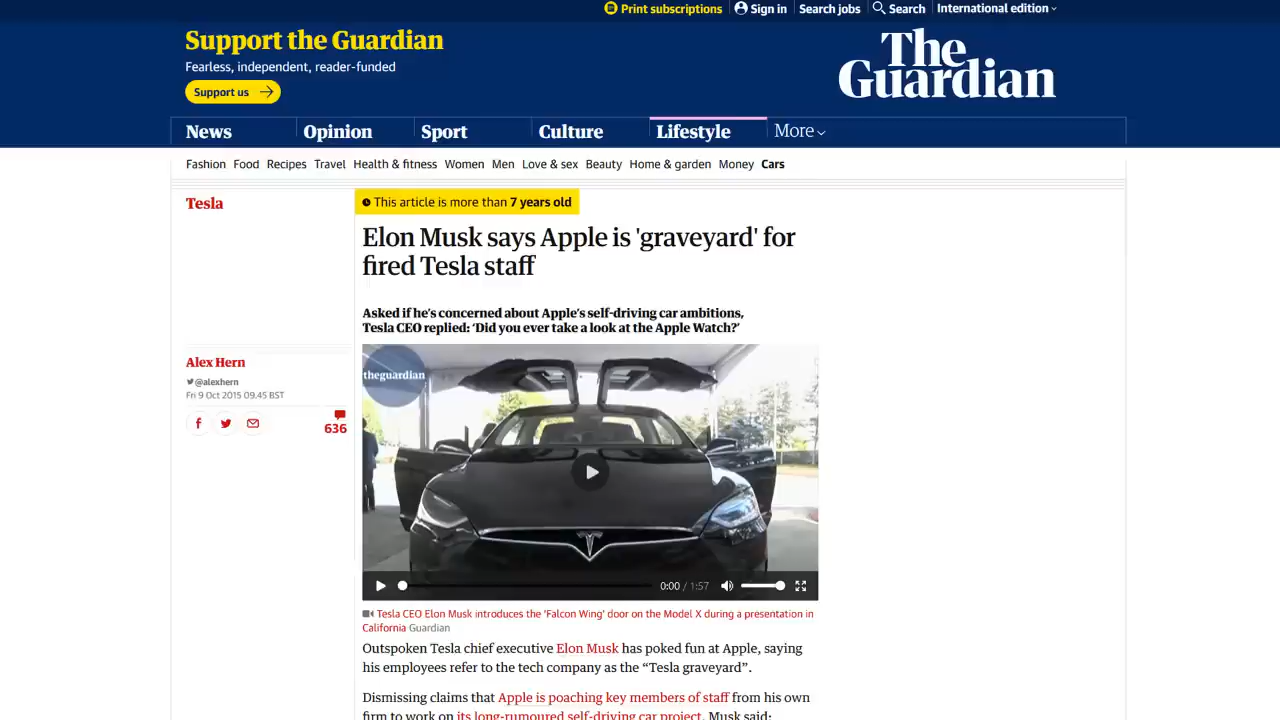 Print subscriptions
Sign in
Search jobs
Search
International edition
Support the Guardian
Fearless, independent, reader-funded
Support us
The
Guardian
News Opinion Sport Culture Lifestyle More
Fashion Food Recipes Travel Health & fitness Women Men Love & sex Beauty Home & garden Money Cars
Tesla
This article is more than 7 years old
Elon Musk says Apple is 'graveyard' for
fired Tesla staff
Asked if he's concerned about Apple's self-driving car ambitions,
Tesla CEO replied: ‘Did you ever take a look at the Apple Watch?’
Alex Hern
@alexhern
Fri 9 Oct 2015 09.45 BST
636
theguardian
0:00 / 1:57
Tesla CEO Elon Musk introduces the 'Falcon Wing' door on the Model X during a presentation in
California Guardian
Outspoken Tesla chief executive Elon Musk has poked fun at Apple, saying
his employees refer to the tech company as the “Tesla graveyard”.
Dismissing claims that Apple is poaching key members of staff from his own
firm to work on its long-rumoured self-driving car project, Musk said: